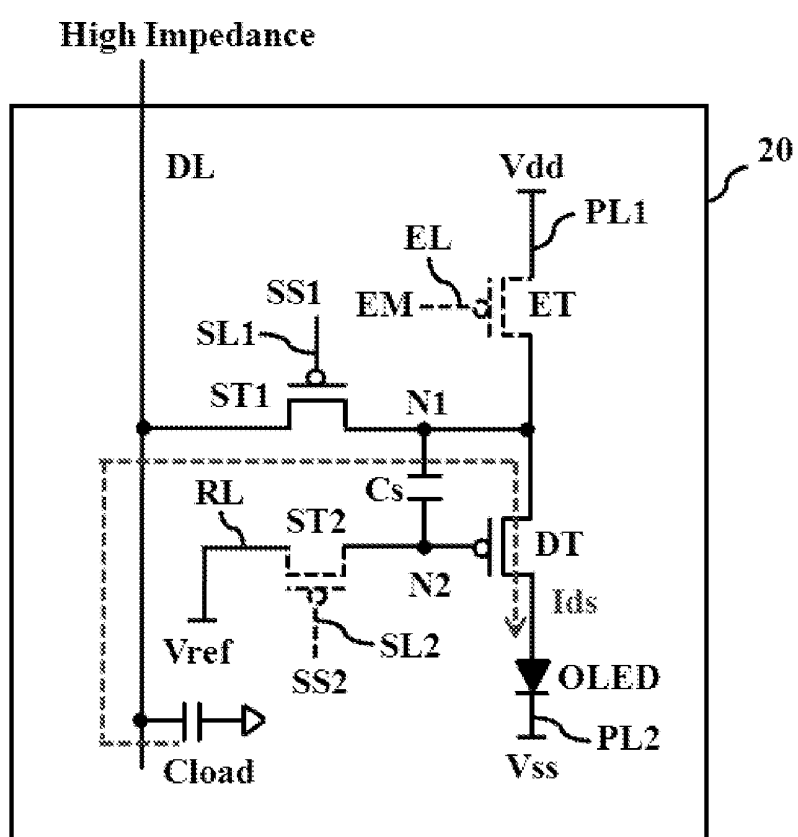 High Impedance
DL
20
Vdd
PL1
EL
SS1
EM
ET
SL1
ST1
N1
Cs
RL
ST2
DT
N2
Ids
Vref
SL2
SS2
OLED
PL2
Cload
Vss